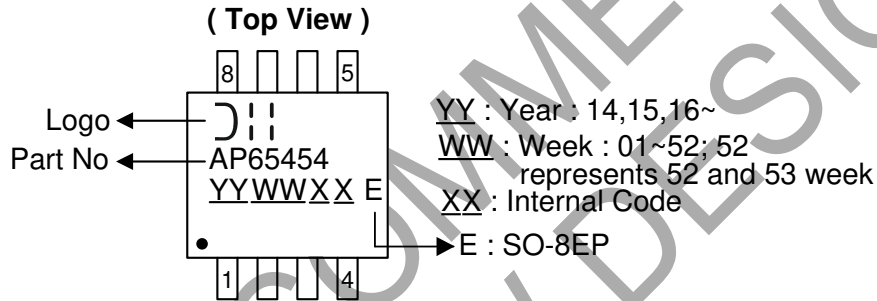 ( Top View )
8 5
Logo
Part No
AP65454
YYWWXX E
1 4
YY : Year : 14,15,16~
WW : Week : 01~52; 52
represents 52 and 53 week
XX : Internal Code
E : SO-8EP